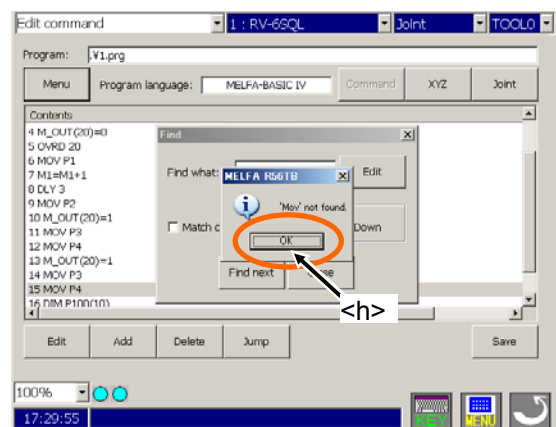 Edit command 1 : RV-6SQL Joint TOOL0
Program: .¥1.prg
Menu Program language: MELFA-BASIC IV Command XYZ Joint
Contents
4 M_OUT(20)=0
5 OVRD 20
6 MOV P1
7 M1=M1+1
8 DLY 3
9 MOV P2
10 M_OUT(20)=1
11 MOV P3
12 MOV P4
13 M_OUT(20)=1
14 MOV P3
15 MOV P4
16 DIM P100(10)
Find
Find what: Edit
MELFA R56TB
'Mov' not found.
Match c Down
OK
Find next
<h>
Edit Add Delete Jump Save
100%
17:29:55 KEY MENU